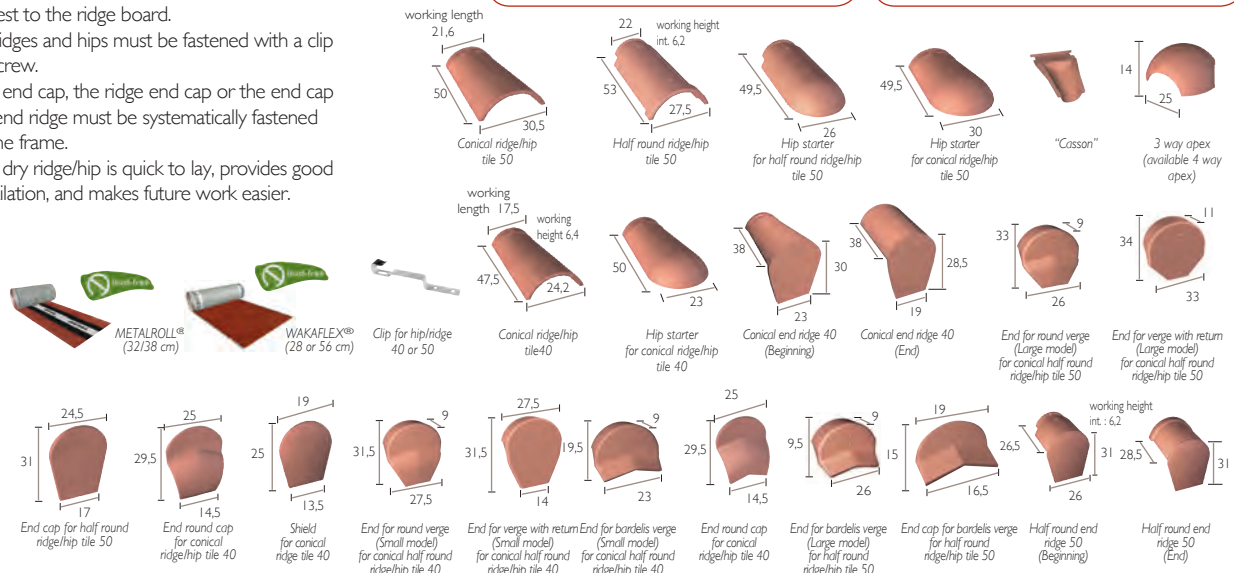 est to the ridge board.
idges and hips must be fastened with a clip
crew.
end cap, the ridge end cap or the end cap
end ridge must be systematically fastened
ne frame.
dry ridge/hip is quick to lay, provides good
ilation, and makes future work easier.
working length
21,6
50
30,5
Conical ridge/hip
tile 50
22
working height
int. 6,2
53
27,5
Half round ridge/hip
tile 50
49,5
26
Hip starter
for half round ridge/hip
tile 50
49,5
30
Hip starter
for conical ridge/hip
tile 50
"Casson"
14
25
3 way apex
(available 4 way
apex)
METALROLL®
(32/38 cm)
WAKAFLEX®
(28 or 56 cm)
Clip for hip/ridge
40 or 50
working
length 17,5
working
height 6,4
47,5
24,2
Conical ridge/hip
tile40
50
23
Hip starter
for conical ridge/hip
tile 40
38
30
23
Conical end ridge 40
(Beginning)
38
28,5
19
Conical end ridge 40
(End)
33
9
26
End for round verge
(Large model)
for conical half round
ridge/hip tile 50
34
11
33
End for verge with return
(Large model)
for conical half round
ridge/hip tile 50
24,5
31
17
End cap for half round
ridge/hip tile 50
25
29,5
14,5
End round cap
for conical
ridge/hip tile 40
19
25
13,5
Shield
for conical
ridge tile 40
9
31,5
27,5
End for round verge
(Small model)
for conical half round
ridge/hip tile 40
27,5
31,5
14
End for verge with return
(Small model)
for conical half round
ridge/hip tile 40
9
19,5
23
End for bardelis verge
(Small model)
for conical half round
ridge/hip tile 40
25
29,5
14,5
End round cap
for conical
ridge/hip tile 40
9
9,5
26
End for bardelis verge
(Large model)
for half round
ridge/hip tile 50
19
15
16,5
End cap for bardelis verge
for half round
ridge/hip tile 50
working height
int. : 6,2
26,5
31
26
Half round end
ridge 50
(Beginning)
28,5
31
Half round end
ridge 50
(End)